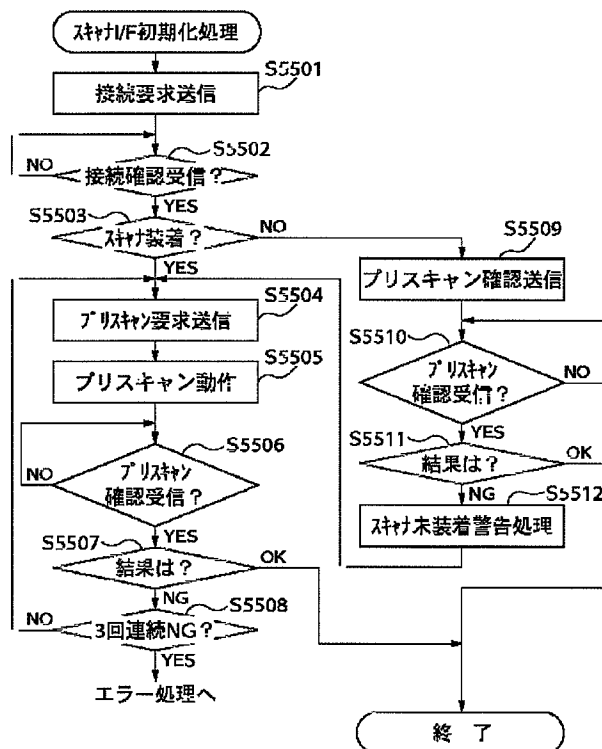 スキャナI/F初期化処理
S5501
接続要求送信
S5502
接続確認受信？
NO
YES
S5503
スキャナ装着？
NO
YES
S5504
プリスキャン要求送信
S5505
プリスキャン動作
S5506
プリスキャン
確認受信？
NO
YES
S5507
結果は？
OK
NG
S5508
3回連続NG？
NO
YES
エラー処理へ
S5509
プリスキャン確認送信
S5510
プリスキャン
確認受信？
NO
YES
S5511
結果は？
OK
NG
S5512
スキャナ未装着警告処理
終 了